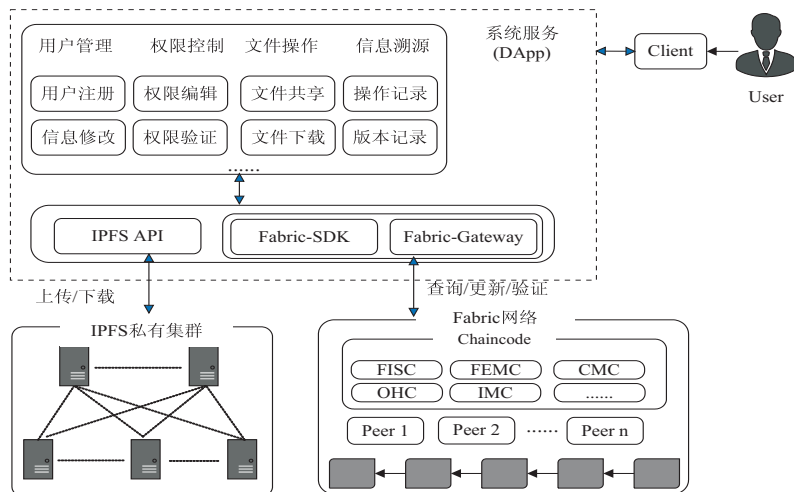 用户管理 权限控制 文件操作 信息溯源
系统服务
(DApp)
Client
User
用户注册 权限编辑 文件共享 操作记录
信息修改 权限验证 文件下载 版本记录
......
IPFS API
Fabric-SDK
Fabric-Gateway
上传/下载
查询/更新/验证
IPFS私有集群
Fabric网络
Chaincode
FISC FEMC CMC
OHC IMC ......
Peer 1 Peer 2 ...... Peer n